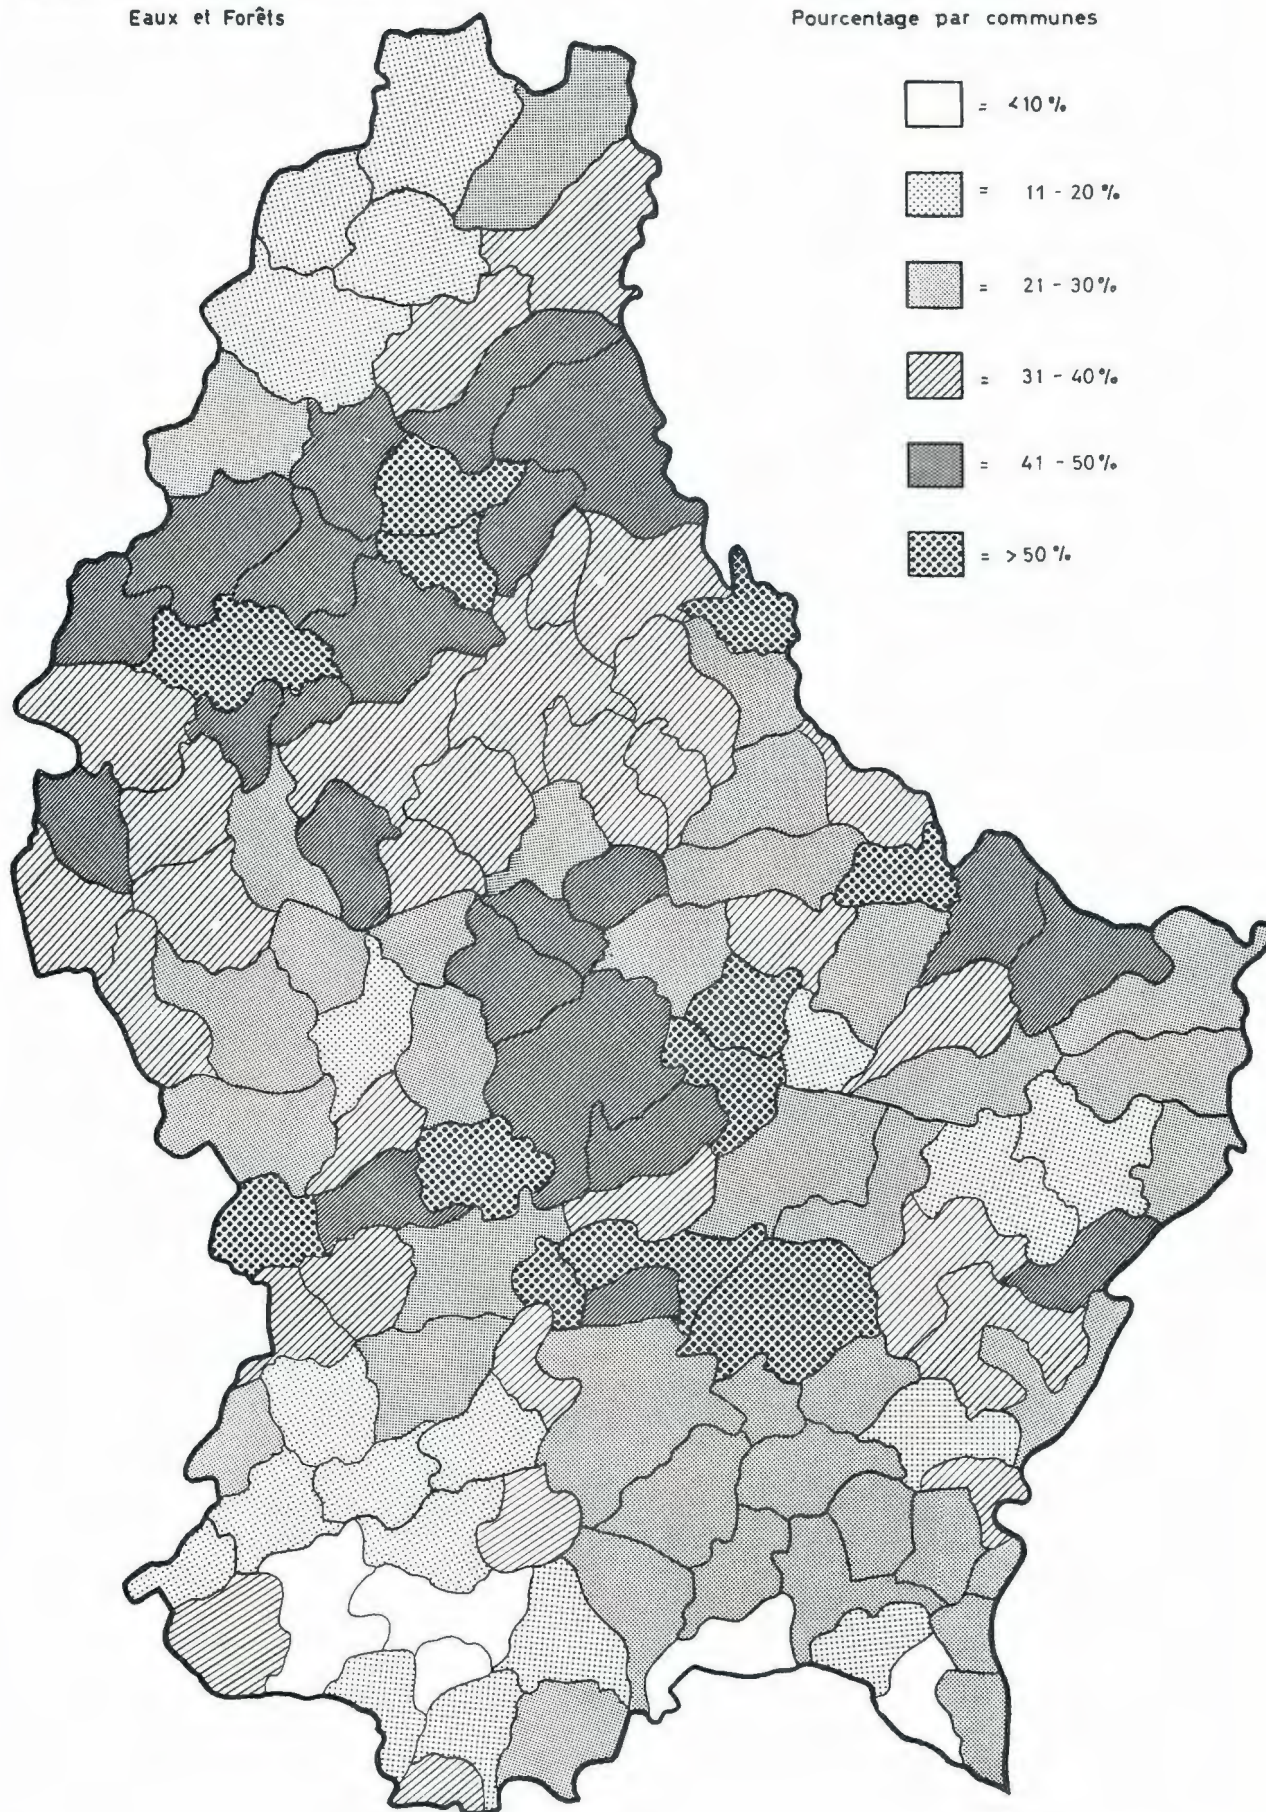 Eaux et Forêts
Pourcentage par communes
= <10 %
= 11 - 20 %
= 21 - 30 %
= 31 - 40 %
= 41 - 50 %
= > 50 %